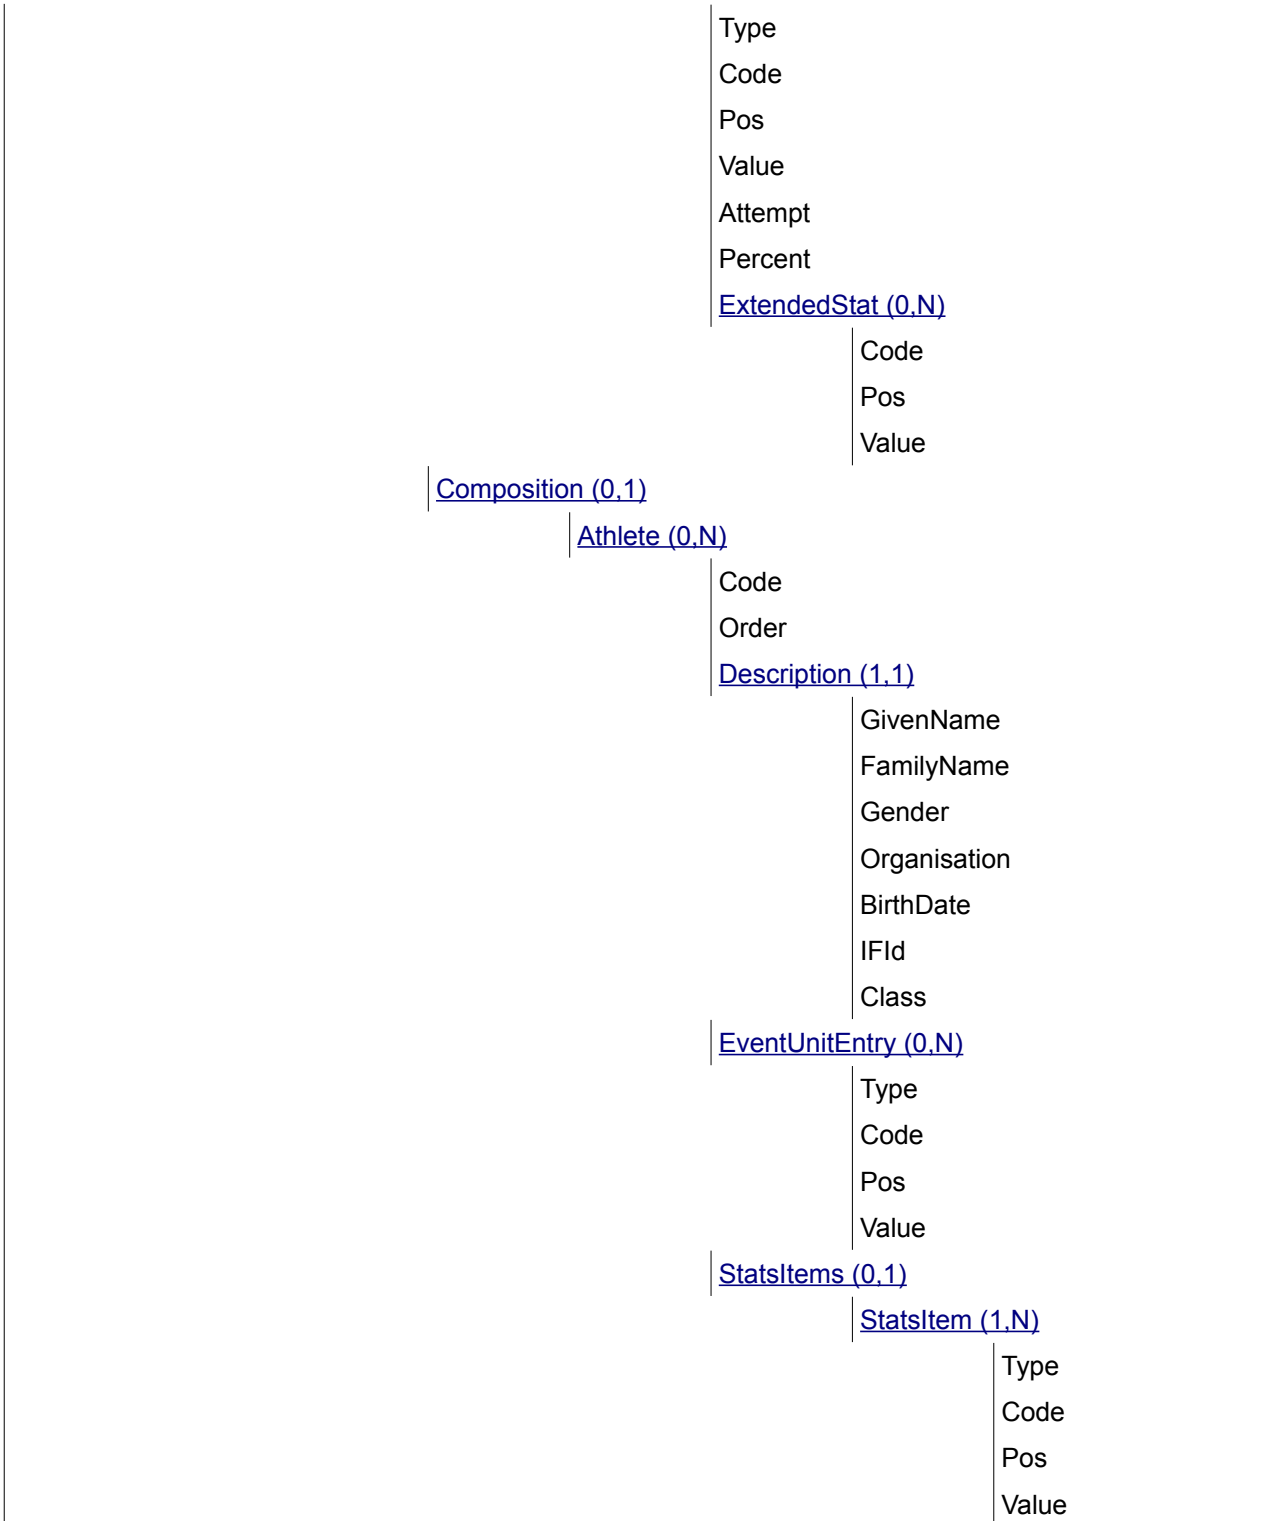 Type
Code
Pos
Value
Attempt
Percent
ExtendedStat (0,N)
Code
Pos
Value
Composition (0,1)
Athlete (0,N)
Code
Order
Description (1,1)
GivenName
FamilyName
Gender
Organisation
BirthDate
IFId
Class
EventUnitEntry (0,N)
Type
Code
Pos
Value
StatsItems (0,1)
StatsItem (1,N)
Type
Code
Pos
Value